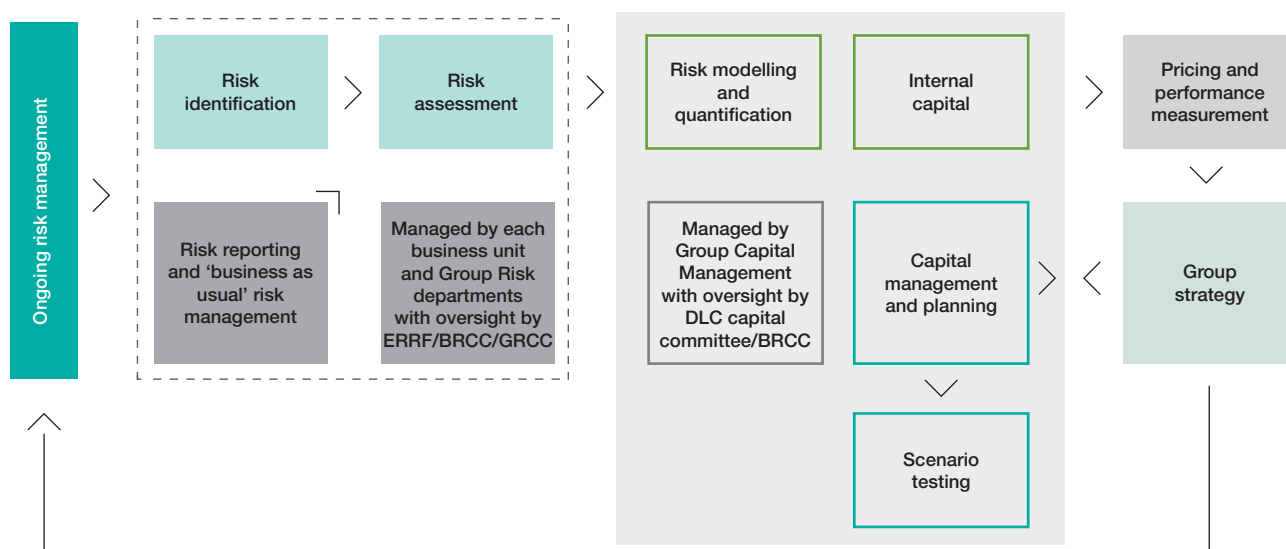 Ongoing risk management
Risk
identification
Risk
assessment
Risk modelling
and
quantification
Internal
capital
Pricing and
performance
measurement
Risk reporting
and ‘business as
usual’ risk
management
Managed by each
business unit
and Group Risk
departments
with oversight by
ERRF/BRCC/GRCC
Managed by
Group Capital
Management
with oversight by
DLC capital
committee/BRCC
Capital
management
and planning
Group
strategy
Scenario
testing